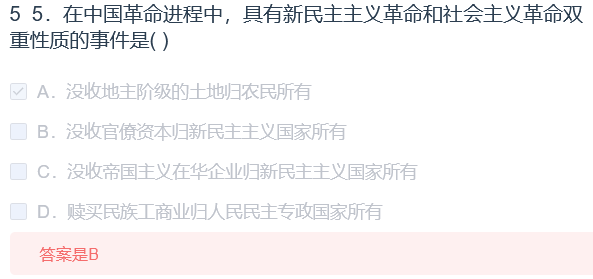 5 5．在中国革命进程中，具有新民主主义革命和社会主义革命双
重性质的事件是( )
A．没收地主阶级的土地归农民所有
B．没收官僚资本归新民主主义国家所有
C．没收帝国主义在华企业归新民主主义国家所有
D．赎买民族工商业归人民民主专政国家所有
答案是B